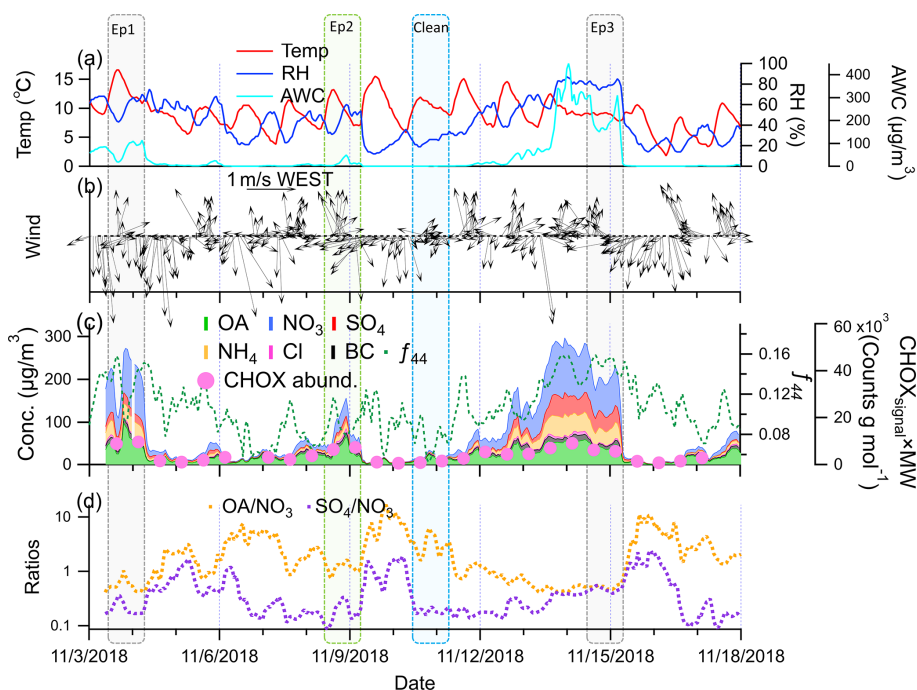 Ep1 Ep2 Clean Ep3
(a)
Temp
RH
AWC
Temp (°C)
15
10
5
0
100
80
60
40
20
0
RH (%)
400
300
200
100
0
AWC (µg/m³)
(b)
1 m/s WEST
Wind
(c)
OA NO₃ SO₄
NH₄ Cl BC f₄₄
CHOX abund.
Conc. (µg/m³)
300
200
100
0
0.16
0.12
0.08
f₄₄
60 x10³
40
20
0
CHOXsignal×MW
(Counts g mol⁻¹)
(d)
OA/NO₃ SO₄/NO₃
Ratios
10
1
0.1
11/3/2018 11/6/2018 11/9/2018 11/12/2018 11/15/2018 11/18/2018
Date